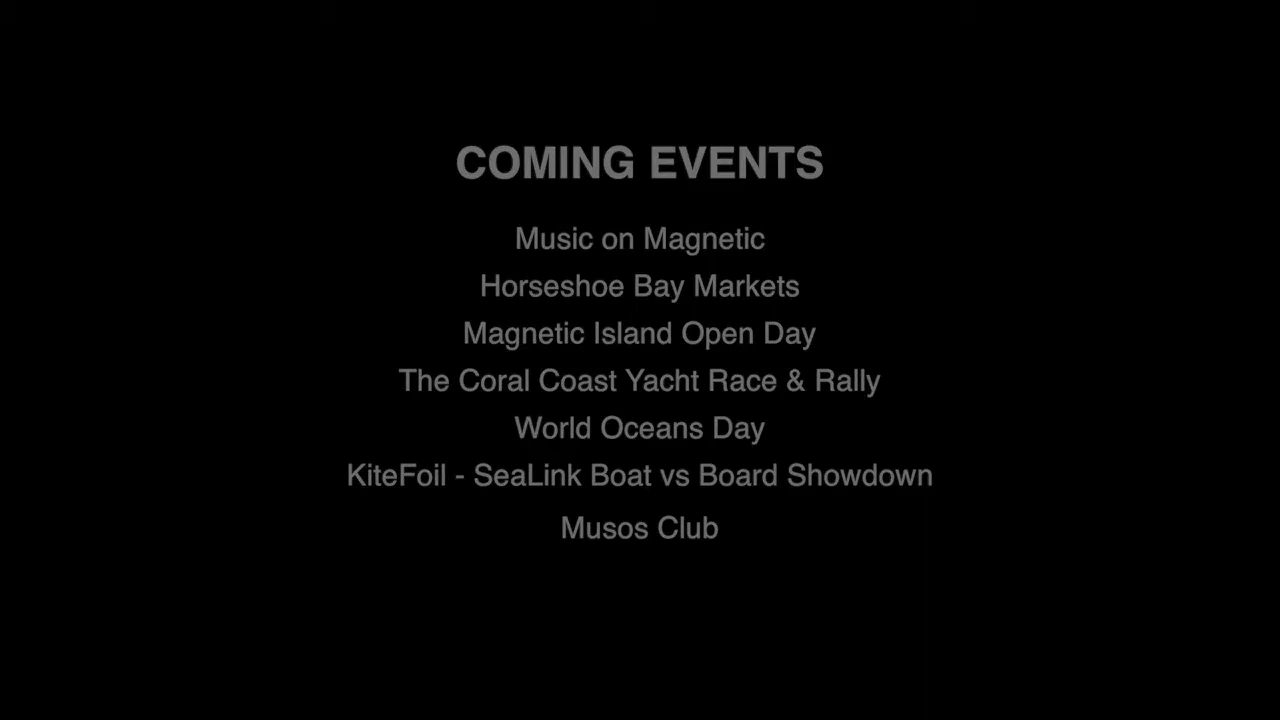 COMING EVENTS
Music on Magnetic
Horseshoe Bay Markets
Magnetic Island Open Day
The Coral Coast Yacht Race & Rally
World Oceans Day
KiteFoil - SeaLink Boat vs Board Showdown
Musos Club